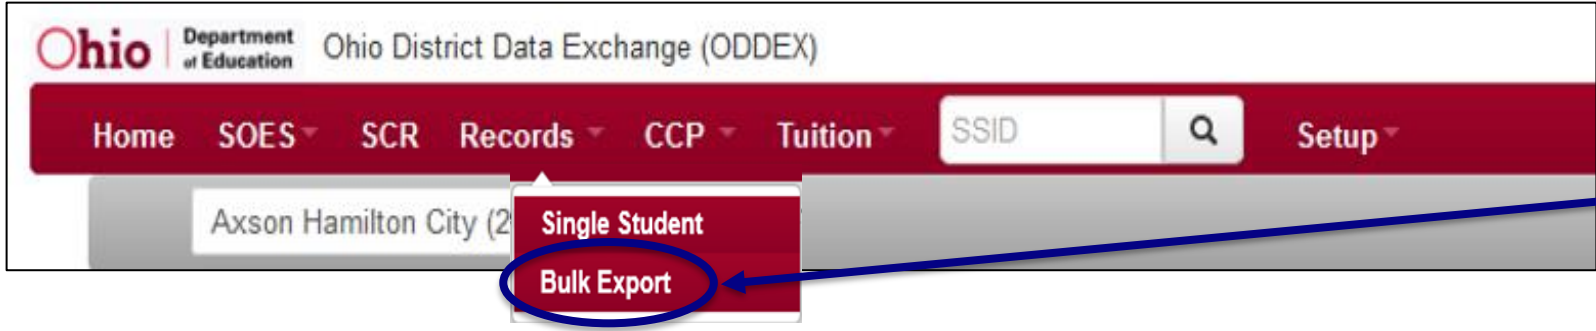 Ohio Department of Education Ohio District Data Exchange (ODDEX)
Home SOES SCR Records CCP Tuition SSID Setup
Axson Hamilton City (2
Single Student
Bulk Export